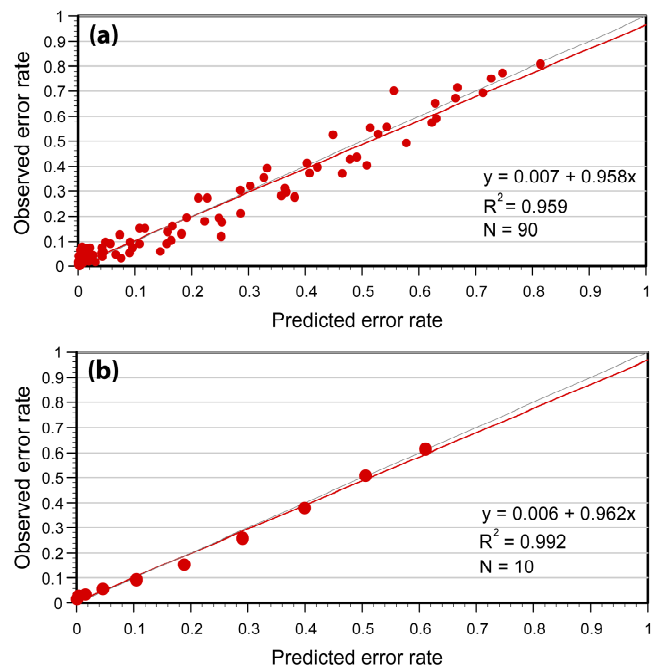 (a)
Observed error rate
1
0.9
0.8
0.7
0.6
0.5
0.4
0.3
0.2
0.1
0
y = 0.007 + 0.958x
R² = 0.959
N = 90
0 0.1 0.2 0.3 0.4 0.5 0.6 0.7 0.8 0.9 1
Predicted error rate
(b)
Observed error rate
1
0.9
0.8
0.7
0.6
0.5
0.4
0.3
0.2
0.1
0
y = 0.006 + 0.962x
R² = 0.992
N = 10
0 0.1 0.2 0.3 0.4 0.5 0.6 0.7 0.8 0.9 1
Predicted error rate